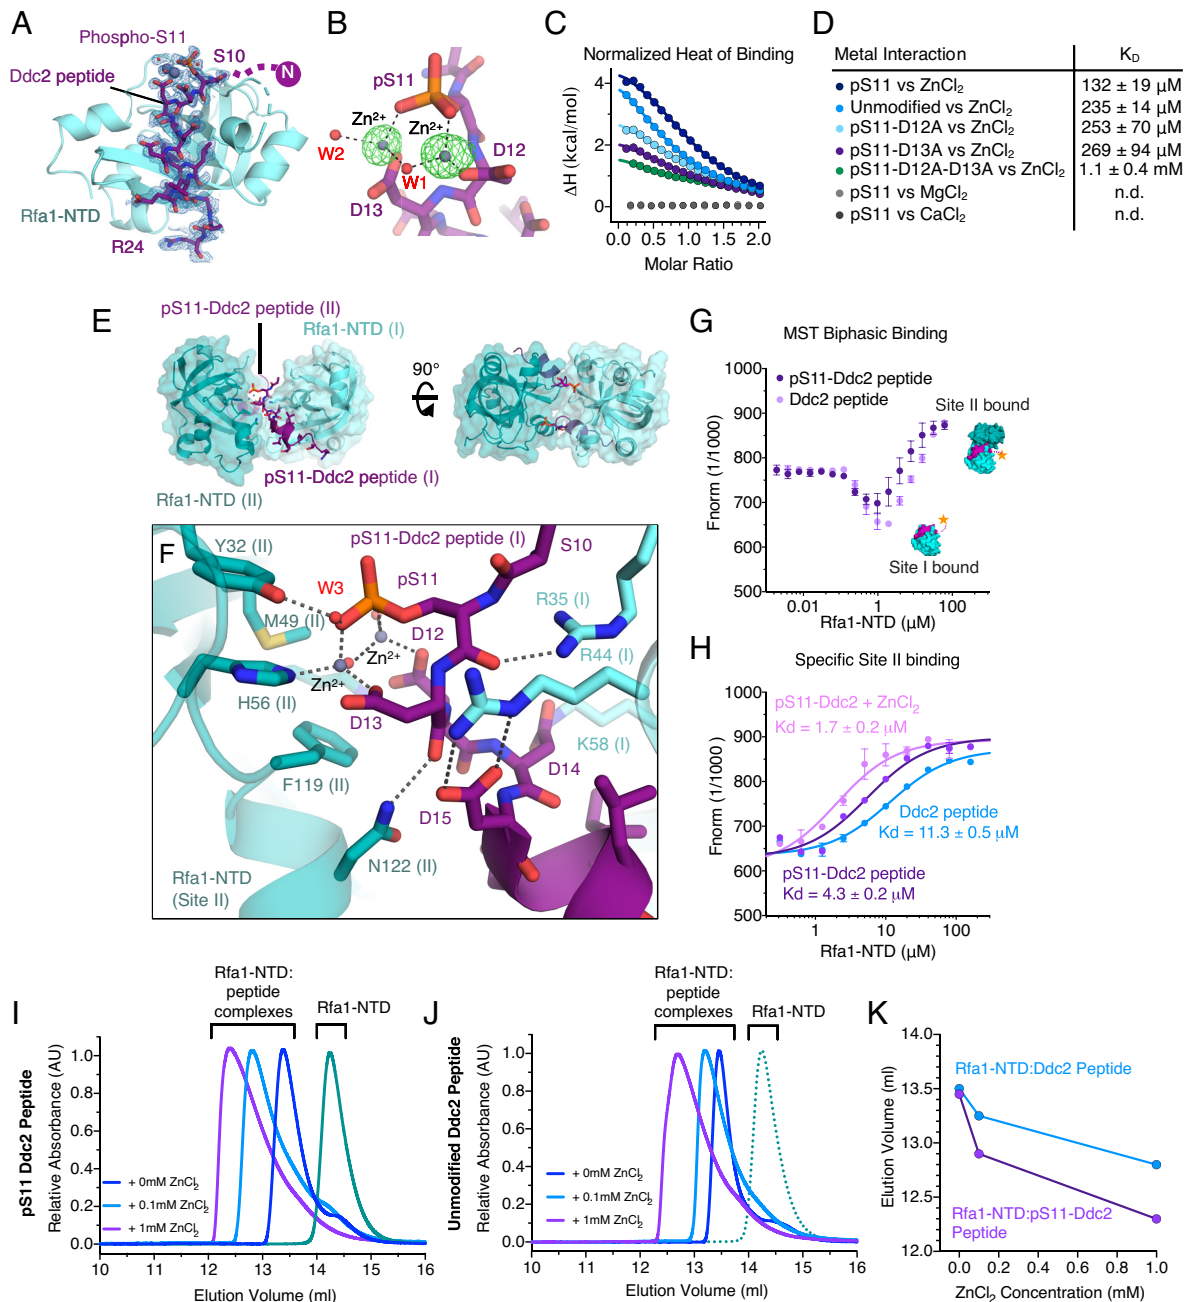 A
Phospho-S11
S10
Ddc2 peptide
N
Rfa1-NTD
R24
B
pS11
Zn2+
Zn2+
W2
W1
D12
D13
C
Normalized Heat of Binding
ΔH (kcal/mol)
4
2
0
0.0 0.5 1.0 1.5 2.0
Molar Ratio
D
Metal Interaction KD
pS11 vs ZnCl2 132 ± 19 µM
Unmodified vs ZnCl2 235 ± 14 µM
pS11-D12A vs ZnCl2 253 ± 70 µM
pS11-D13A vs ZnCl2 269 ± 94 µM
pS11-D12A-D13A vs ZnCl2 1.1 ± 0.4 mM
pS11 vs MgCl2 n.d.
pS11 vs CaCl2 n.d.
E
pS11-Ddc2 peptide (II)
Rfa1-NTD (I)
90°
pS11-Ddc2 peptide (I)
Rfa1-NTD (II)
F
Y32 (II)
pS11-Ddc2 peptide (I)
S10
W3
pS11
R35 (I)
M49 (II)
D12
Zn2+
R44 (I)
H56 (II)
Zn2+
D13
K58 (I)
F119 (II)
D14
D15
N122 (II)
Rfa1-NTD
(Site II)
G
MST Biphasic Binding
Fnorm (1/1000)
1000
900
800
700
600
500
pS11-Ddc2 peptide
Ddc2 peptide
Site II bound
Site I bound
0.01 1 100
Rfa1-NTD
(µM)
H
Specific Site II binding
Fnorm (1/1000)
1000
900
800
700
600
500
pS11-Ddc2 + ZnCl2
Kd = 1.7 ± 0.2 µM
Ddc2 peptide
Kd = 11.3 ± 0.5 µM
pS11-Ddc2 peptide
Kd = 4.3 ± 0.2 µM
1 10 100
Rfa1-NTD (µM)
I
Rfa1-NTD:
peptide
complexes
Rfa1-NTD
pS11 Ddc2 Peptide
Relative Absorbance (AU)
1.0
0.8
0.6
0.4
0.2
0.0
+ 0mM ZnCl2
+ 0.1mM ZnCl2
+ 1mM ZnCl2
10 11 12 13 14 15 16
Elution Volume (ml)
J
Rfa1-NTD:
peptide
complexes
Rfa1-NTD
Unmodified Ddc2 Peptide
Relative Absorbance (AU)
1.0
0.8
0.6
0.4
0.2
0.0
+ 0mM ZnCl2
+ 0.1mM ZnCl2
+ 1mM ZnCl2
10 11 12 13 14 15 16
Elution Volume (ml)
K
Elution Volume (ml)
14.0
13.5
13.0
12.5
12.0
Rfa1-NTD:Ddc2 Peptide
Rfa1-NTD:pS11-Ddc2
Peptide
0.0 0.2 0.4 0.6 0.8 1.0
ZnCl2 Concentration (mM)